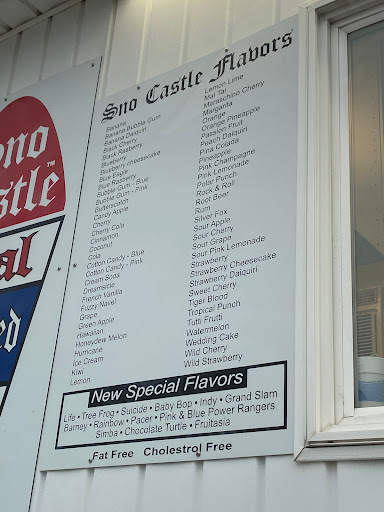 Sno Castle Flavors
Banana
Banana Bubble Gum
Banana Daiquiri
Black Cherry
Black Rasberry
Blueberry
Blueberry cheesecake
Blue Eagle
Blue Rasberry
Bubble Gum - Blue
Bubble Gum - Pink
Butterscotch
Candy Apple
Cherry
Cherry Cola
Cinnamon
Coconut
Cola
Cotton Candy - Blue
Cotton Candy - Pink
Cream Soda
Dreamsicle
French Vanilla
Fuzzy Navel
Grape
Green Apple
Hawaiian
Honeydew Melon
Hurricane
Ice Cream
Kiwi
Lemon
Lemon Lime
Mai Tai
Maraschino Cherry
Margarita
Orange
Orange Pineapple
Passion Fruit
Peach Daiquiri
Pina Colada
Pineapple
Pink Champagne
Pink Lemonade
Polar Punch
Rock & Roll
Root Beer
Rum
Silver Fox
Sour Apple
Sour Cherry
Sour Grape
Sour Pink Lemonade
Strawberry
Strawberry Cheesecake
Strawberry Daiquiri
Sweet Cherry
Tiger Blood
Tropical Punch
Tutti Frutti
Watermelon
Wedding Cake
Wild Cherry
Wild Strawberry
New Special Flavors
Life • Tree Frog • Suicide • Baby Bop • Indy • Grand Slam
Barney • Rainbow • Pacer • Pink & Blue Power Rangers
Simba • Chocolate Turtle • Fruitasia
Fat Free Cholestrol Free